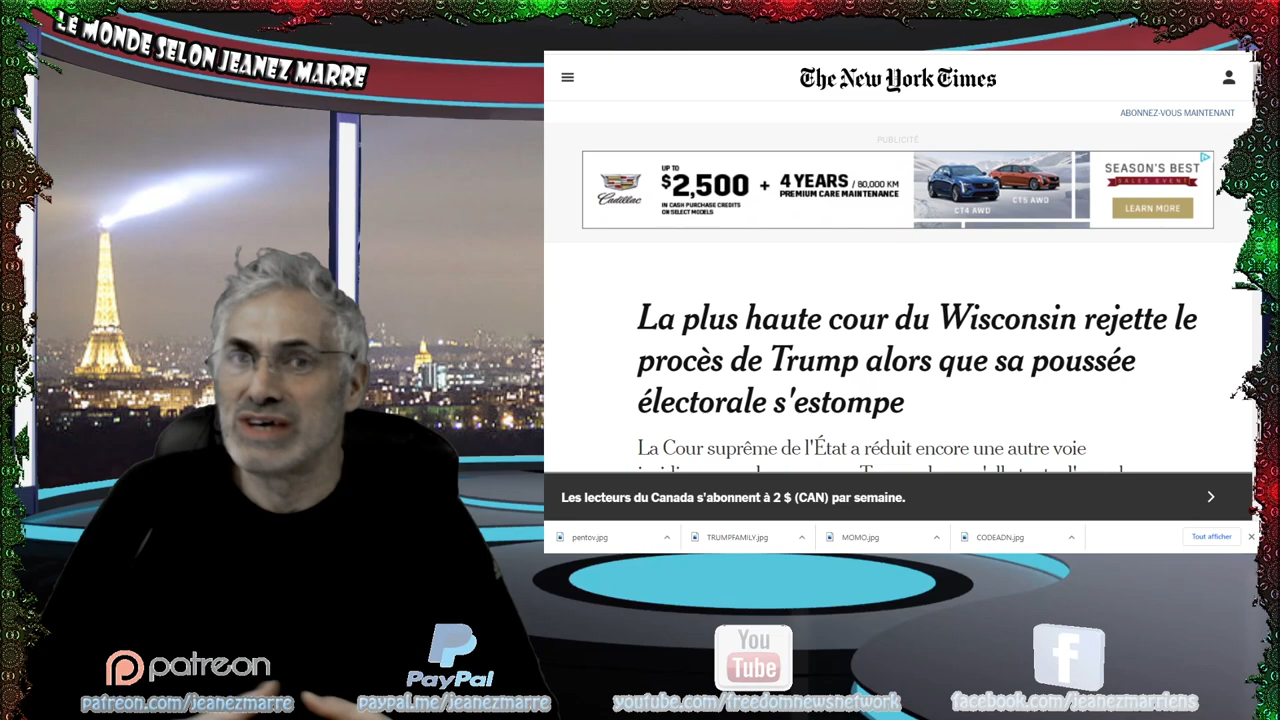 LE MONDE SELON JEANEZ MARRE
The New York Times
ABONNEZ-VOUS MAINTENANT
PUBLICITÉ
Cadillac
UP TO
$2,500
IN CASH PURCHASE CREDITS
ON SELECT MODELS
+
4 YEARS / 80,000 KM
PREMIUM CARE MAINTENANCE
CT4 AWD
CT5 AWD
SEASON'S BEST
SALES EVENT
LEARN MORE
La plus haute cour du Wisconsin rejette le
procès de Trump alors que sa poussée
électorale s'estompe
La Cour suprême de l'État a réduit encore une autre voie
Les lecteurs du Canada s'abonnent à 2 $ (CAN) par semaine.
pentov.jpg
TRUMPFAMILY.jpg
MOMO.jpg
CODEADN.jpg
Tout afficher
patreon
patreon.com/jeanezmarre
PayPal
paypal.me/jeanezmarre
You
Tube
youtube.com/freedomnewsnetwork
f
facebook.com/jeanezmarriens